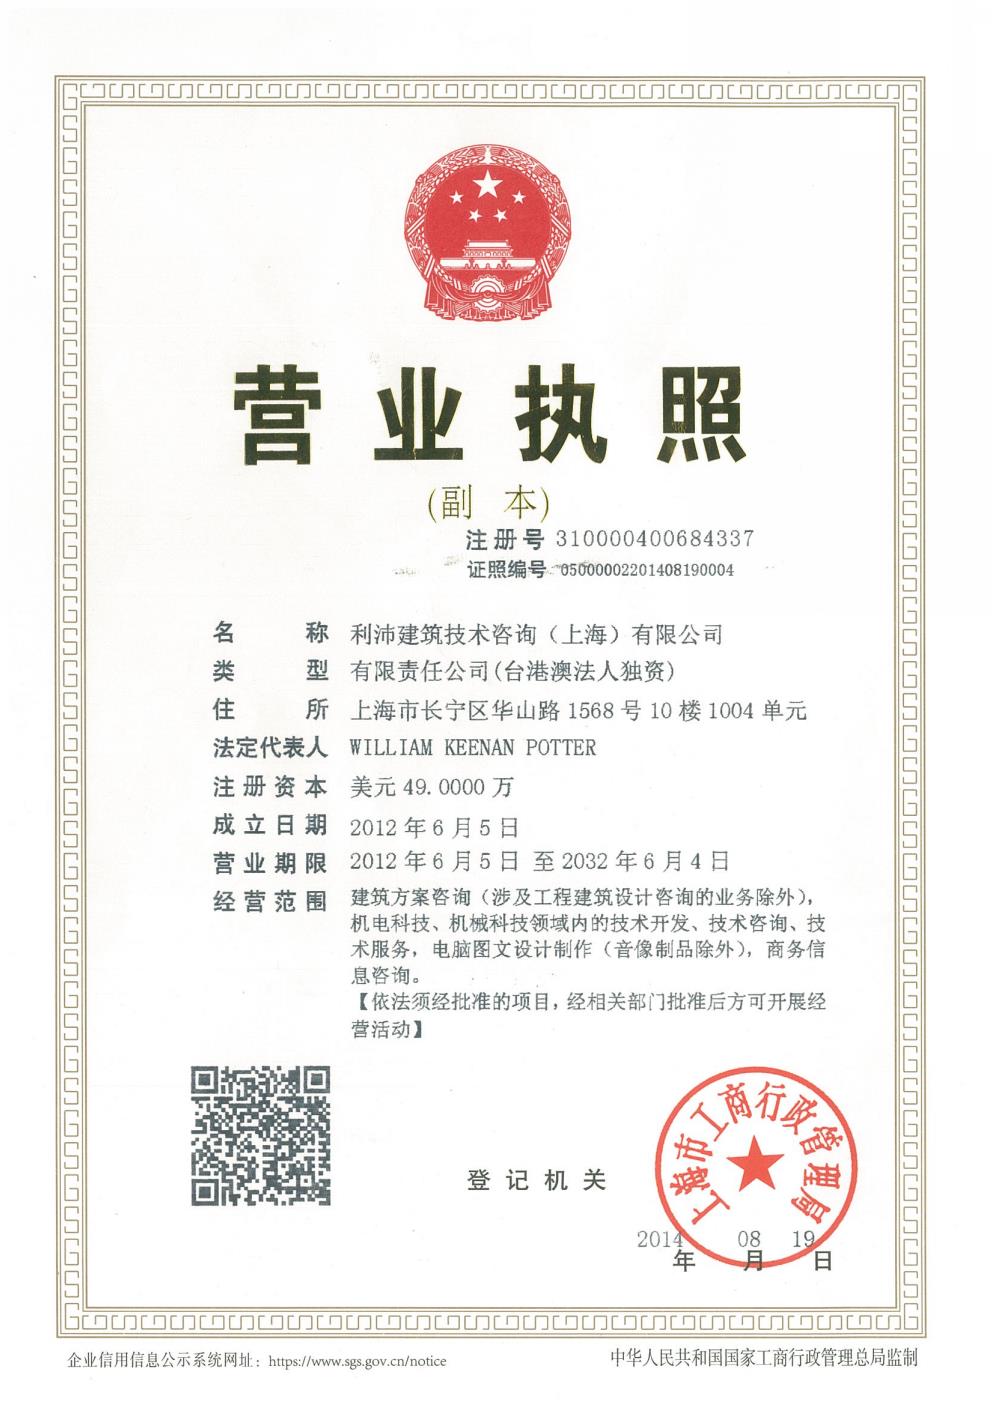 营业执照
(副 本)
注册号 310000400684337
证照编号 05000002201408190004
名称 利沛建筑技术咨询（上海）有限公司
类型 有限责任公司(台港澳法人独资)
住所 上海市长宁区华山路1568号10楼1004单元
法定代表人 WILLIAM KEENAN POTTER
注册资本 美元49.0000万
成立日期 2012年6月5日
营业期限 2012年6月5日 至2032年6月4日
经营范围 建筑方案咨询（涉及工程建筑设计咨询的业务除外），
机电科技、机械科技领域内的技术开发、技术咨询、技
术服务，电脑图文设计制作（音像制品除外），商务信
息咨询。
【依法须经批准的项目，经相关部门批准后方可开展经
营活动】
上海市工商行政管理局
登记机关
2014年08月19日
企业信用信息公示系统网址：https://www.sgs.gov.cn/notice
中华人民共和国国家工商行政管理总局监制